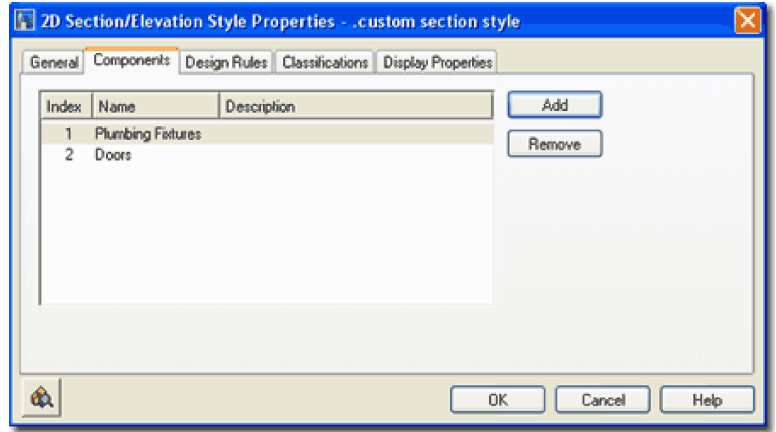 2D Section/Elevation Style Properties - .custom section style
General Components Design Rules Classifications Display Properties
Index Name Description
1 Plumbing Fixtures
2 Doors
Add
Remove
OK Cancel Help